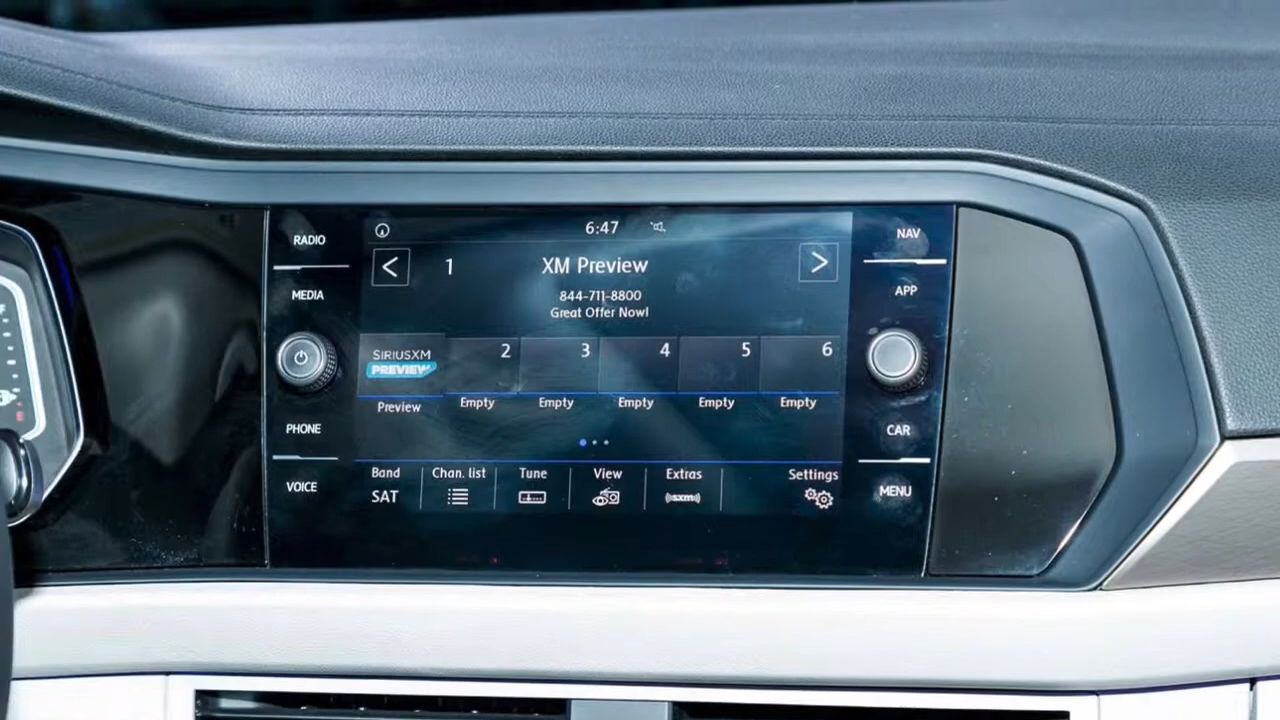 RADIO
MEDIA
PHONE
VOICE
6:47
< 1 XM Preview >
844-711-8800
Great Offer Now!
SIRIUSXM 2 3 4 5 6
PREVIEW
Preview Empty Empty Empty Empty Empty
Band Chan. list Tune View Extras Settings
SAT
sxm
NAV
APP
CAR
MENU